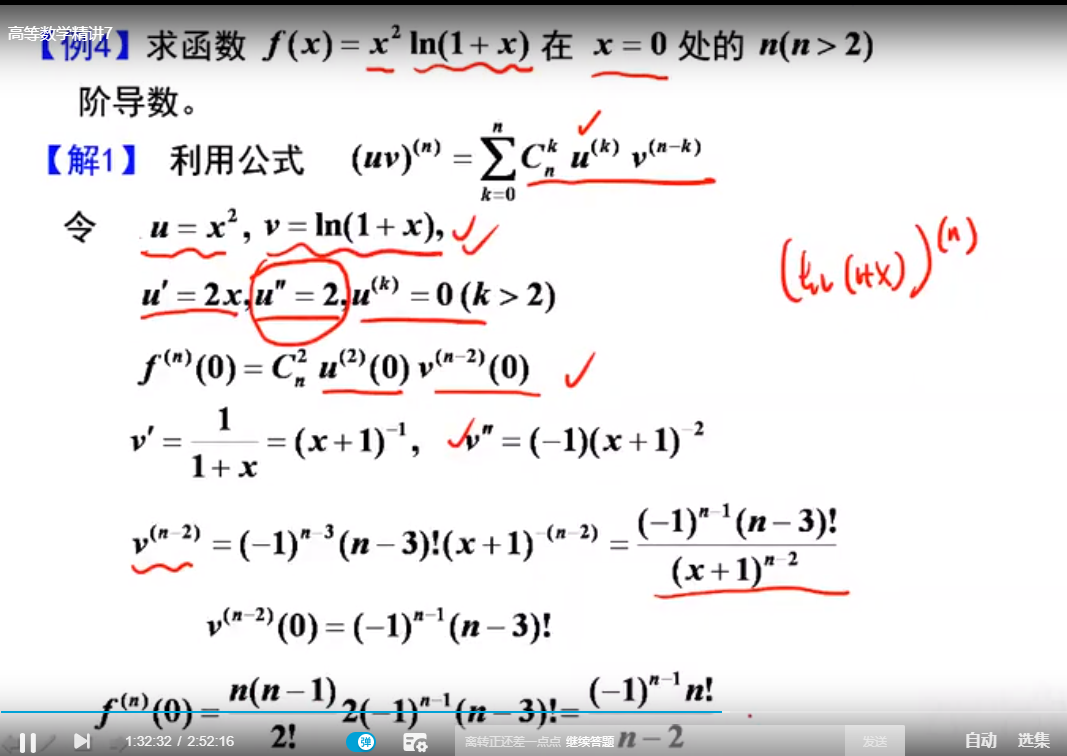 高等数学精讲7
【例4】求函数 f(x) = x² ln(1 + x) 在 x = 0 处的 n(n > 2)
阶导数。
【解1】 利用公式 (uv)⁽ⁿ⁾ = ∑_{k=0}^{n} C_n^k u^{(k)} v^{(n−k)}
令 u = x², v = ln(1 + x),
(ln(1+x))^{(n)}
u′ = 2x, u″ = 2, u^{(k)} = 0 (k > 2)
f^{(n)}(0) = C_n^2 u^{(2)}(0) v^{(n−2)}(0)
v′ = \frac{1}{1 + x} = (x + 1)^{−1}, v″ = (−1)(x + 1)^{−2}
v^{(n−2)} = (−1)^{n−3}(n − 3)!(x + 1)^{−(n−2)} = \frac{(−1)^{n−1}(n − 3)!}{(x + 1)^{n−2}}
v^{(n−2)}(0) = (−1)^{n−1}(n − 3)!
f^{(n)}(0) = \frac{n(n − 1)}{2!} 2(−1)^{n−1}(n − 3)! = \frac{(−1)^{n−1} n!}{n − 2}
1:32:32 / 2:52:16 弹 离转正还差一点点 继续答题 发送 自动 选集